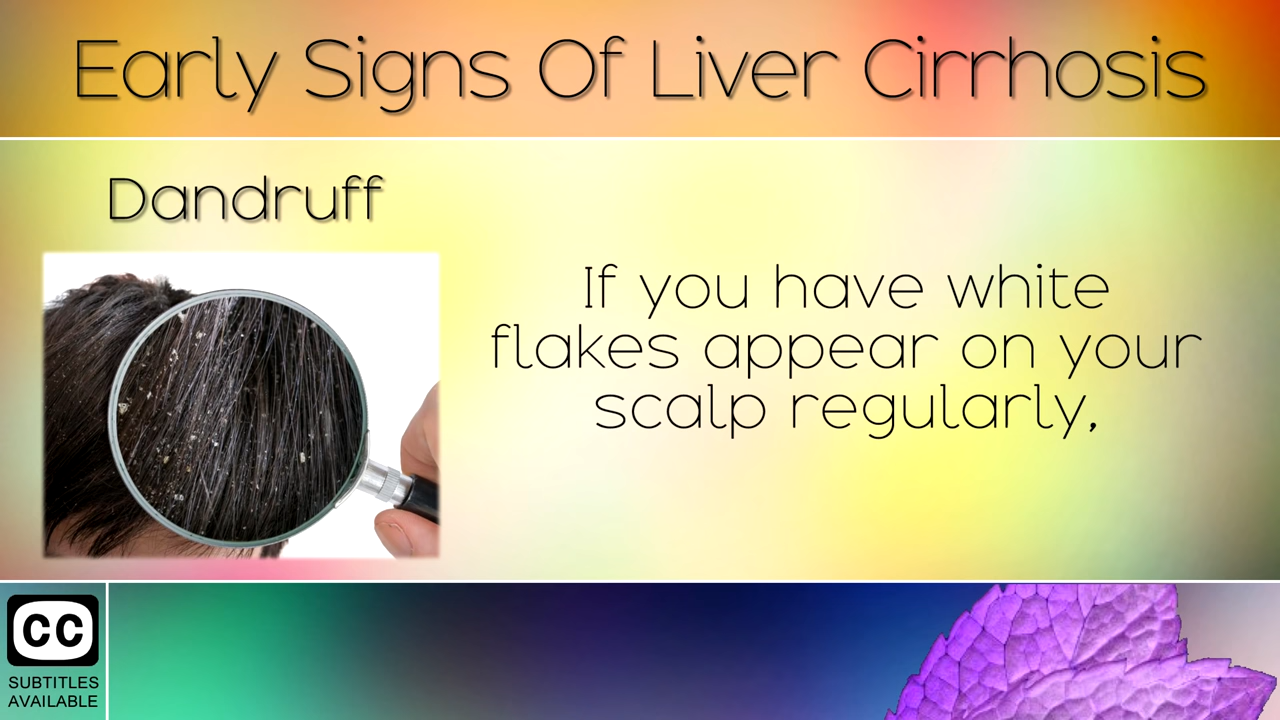 Early Signs Of Liver Cirrhosis
Dandruff
If you have white
flakes appear on your
scalp regularly,
CC
SUBTITLES
AVAILABLE